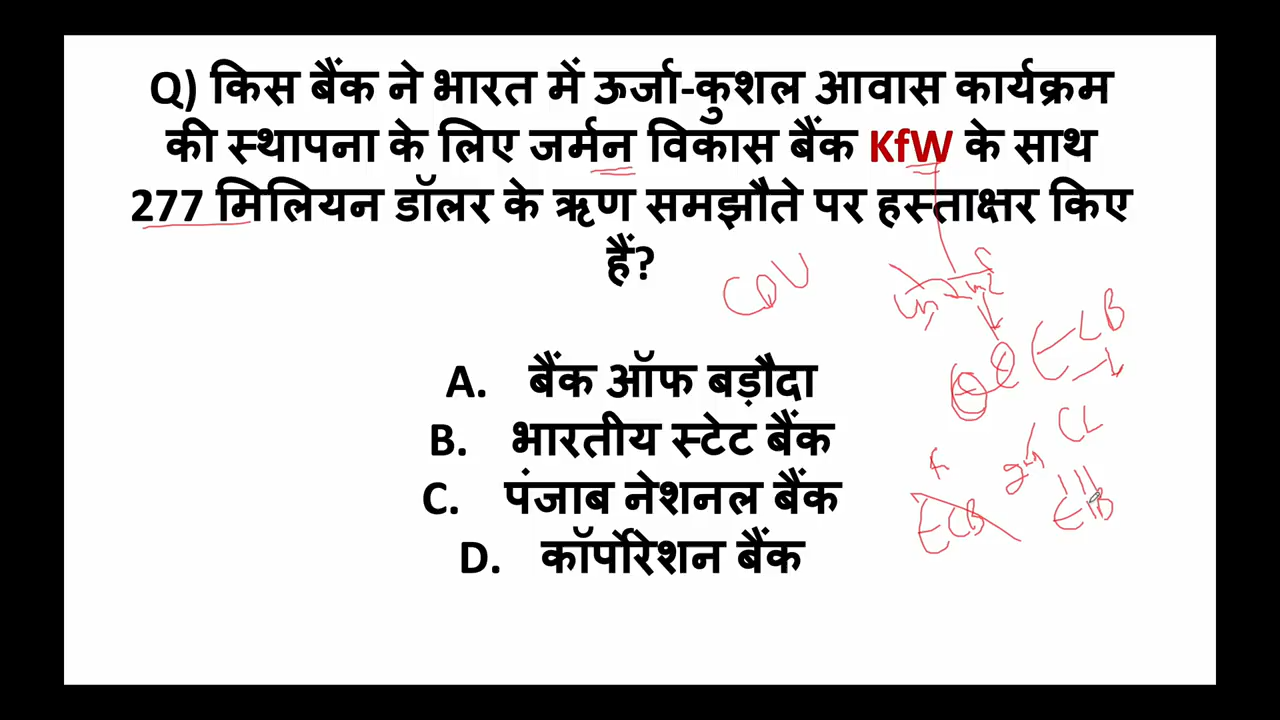 Q) किस बैंक ने भारत में ऊर्जा-कुशल आवास कार्यक्रम
की स्थापना के लिए जर्मन विकास बैंक KfW के साथ
277 मिलियन डॉलर के ऋण समझौते पर हस्ताक्षर किए
हैं?
A. बैंक ऑफ बड़ौदा
B. भारतीय स्टेट बैंक
C. पंजाब नेशनल बैंक
D. कॉर्पोरेशन बैंक
ECB